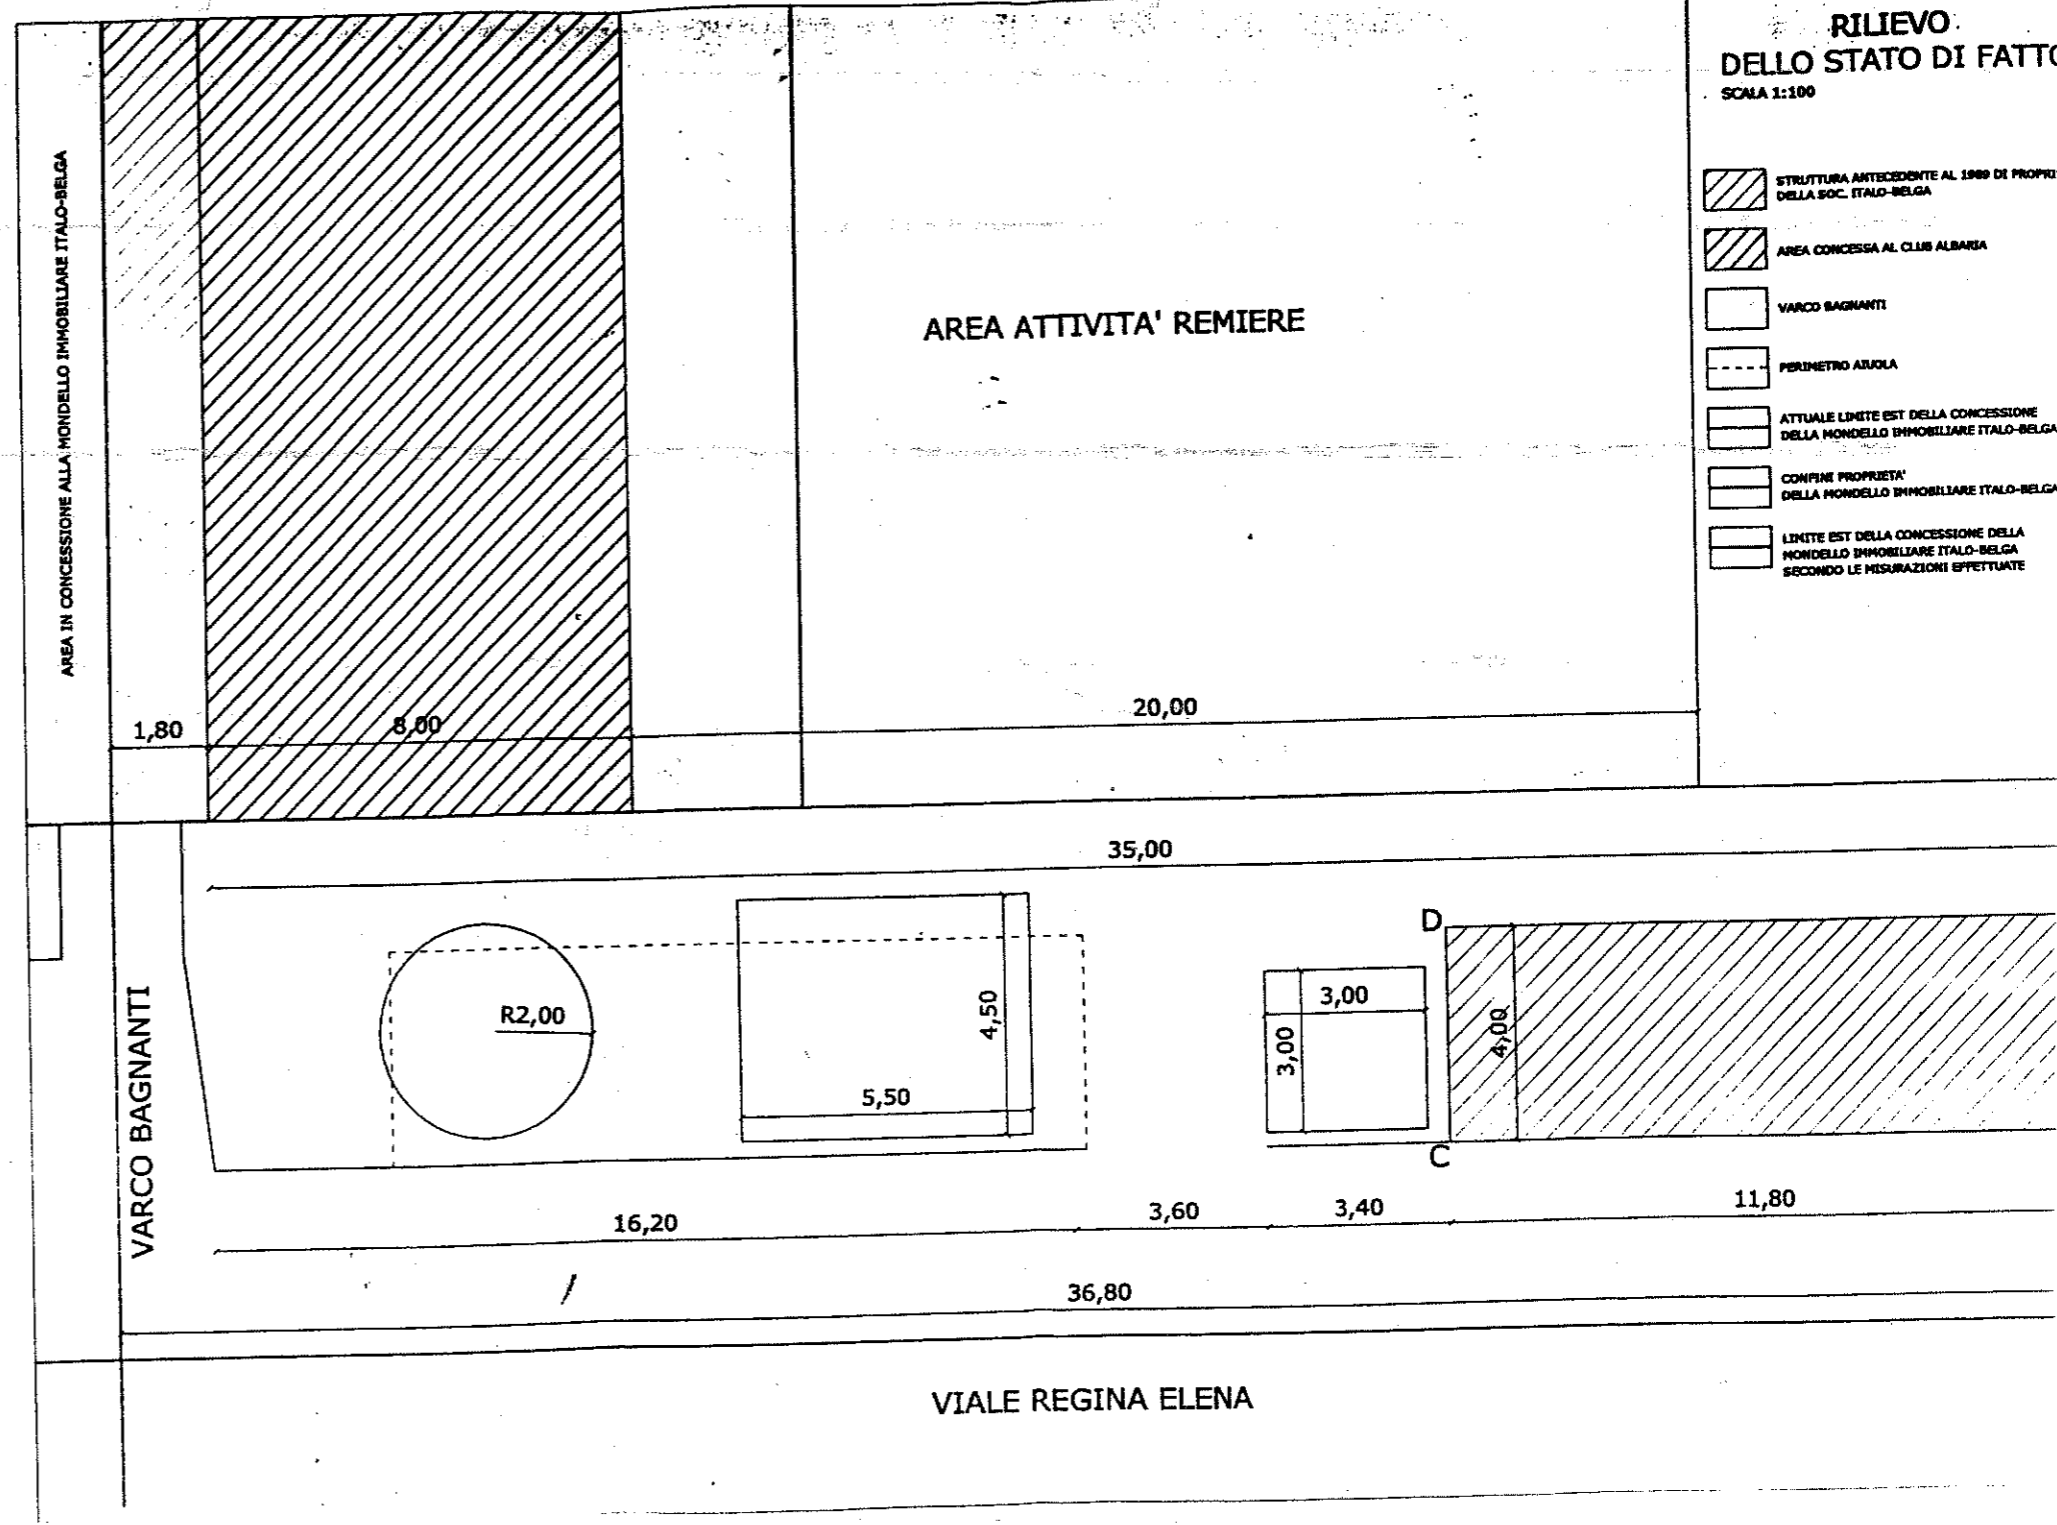 RILIEVO
DELLO STATO DI FATTO
SCALA 1:100
STRUTTURA ANTECEDENTE AL 1989 DI PROPRI
DELLA SOC. ITALO-BELGA
AREA CONCESSA AL CLUB ALBARIA
VARCO BAGNANTI
PERIMETRO AIUOLA
ATTUALE LIMITE EST DELLA CONCESSIONE
DELLA MONDELLO IMMOBILIARE ITALO-BELGA
CONFINI PROPRIETA'
DELLA MONDELLO IMMOBILIARE ITALO-BELGA
LIMITE EST DELLA CONCESSIONE DELLA
MONDELLO IMMOBILIARE ITALO-BELGA
SECONDO LE MISURAZIONI EFFETTUATE
AREA IN CONCESSIONE ALLA MONDELLO IMMOBILIARE ITALO-BELGA
AREA ATTIVITA' REMIERE
1,80
8,00
20,00
35,00
VARCO BAGNANTI
R2,00
5,50
4,50
3,00
3,00
D
4,00
C
16,20
3,60
3,40
11,80
36,80
VIALE REGINA ELENA